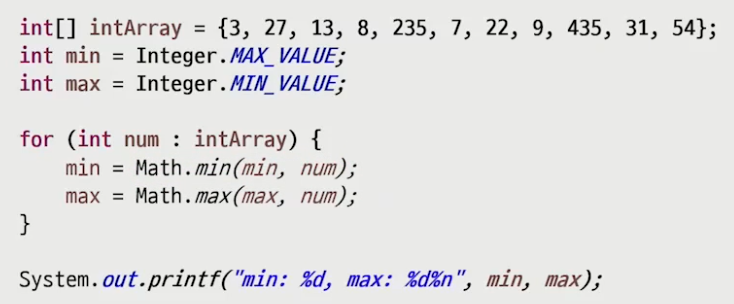 int[] intArray = {3, 27, 13, 8, 235, 7, 22, 9, 435, 31, 54};
int min = Integer.MAX_VALUE;
int max = Integer.MIN_VALUE;
for (int num : intArray) {
min = Math.min(min, num);
max = Math.max(max, num);
}
System.out.printf("min: %d, max: %d%n", min, max);